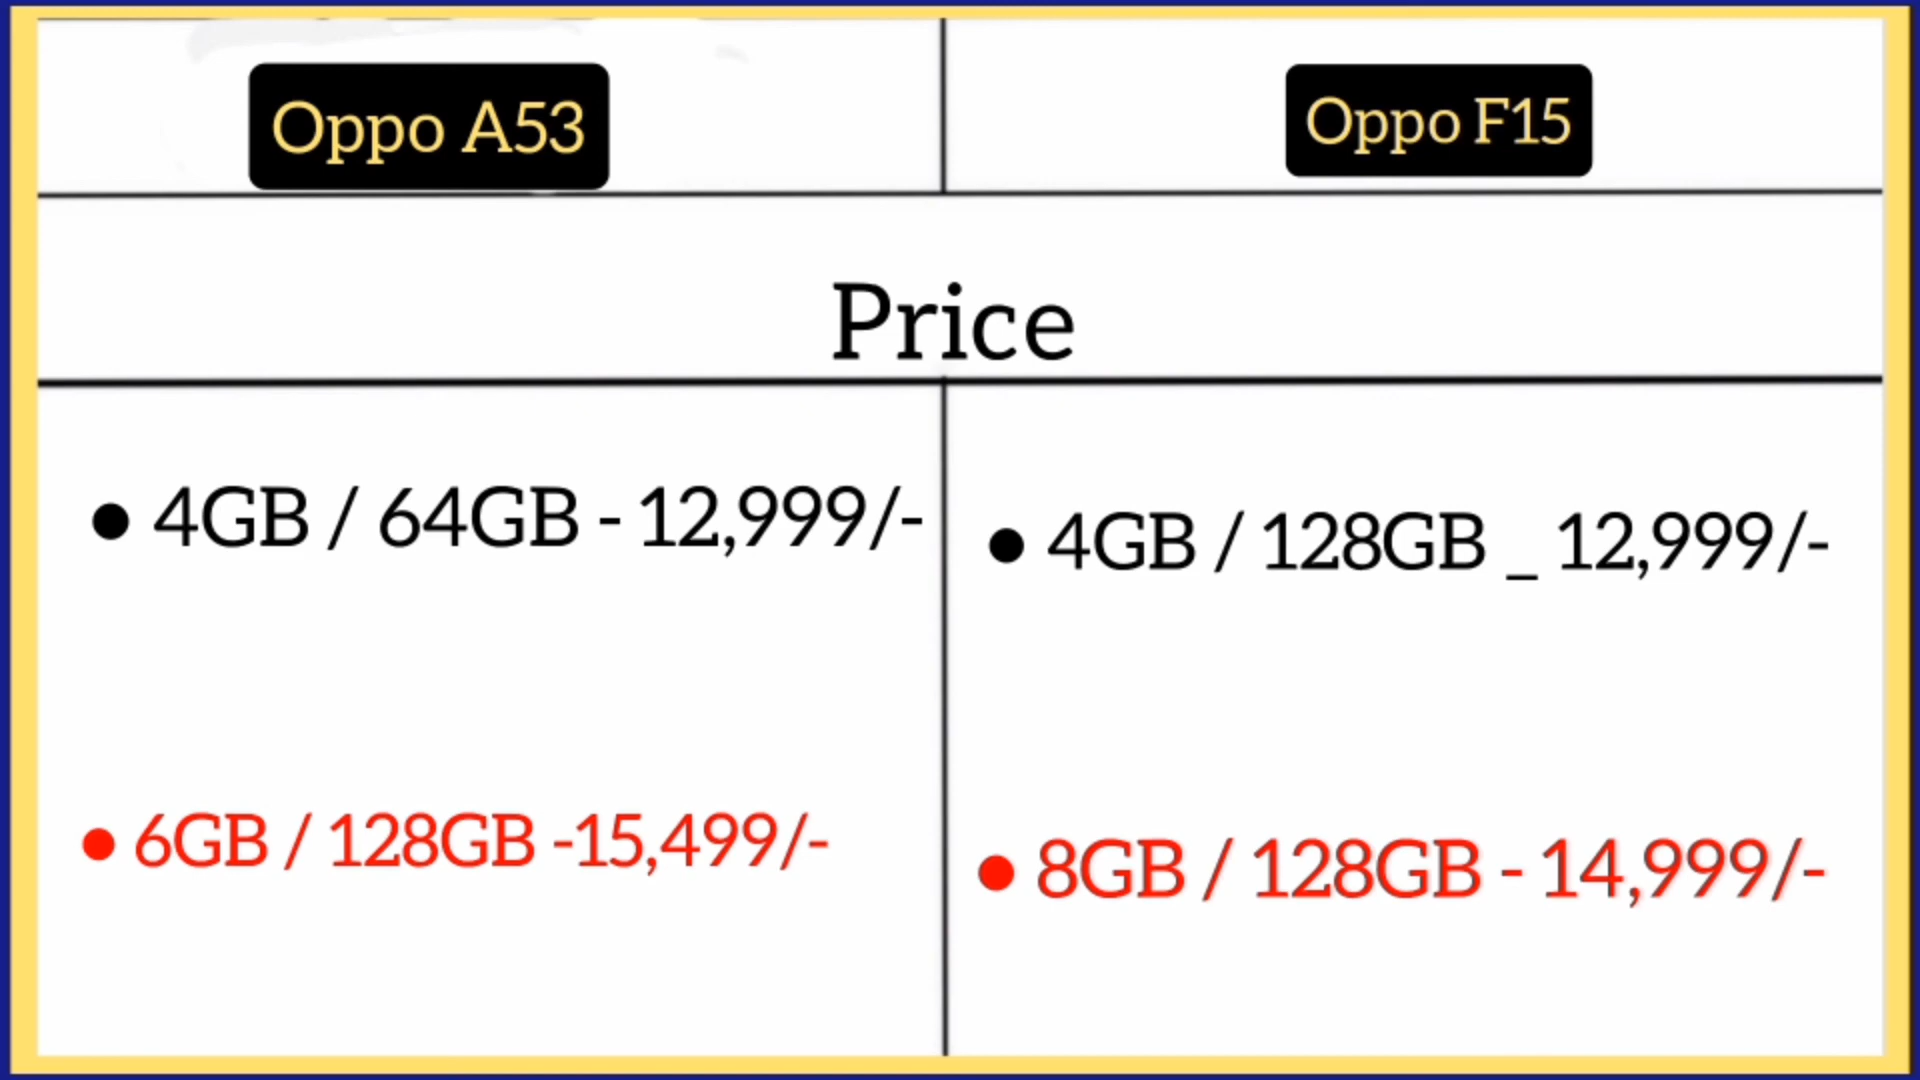 Oppo A53
Oppo F15
Price
● 4GB / 64GB - 12,999/-
● 6GB / 128GB -15,499/-
● 4GB / 128GB _ 12,999/-
● 8GB / 128GB - 14,999/-